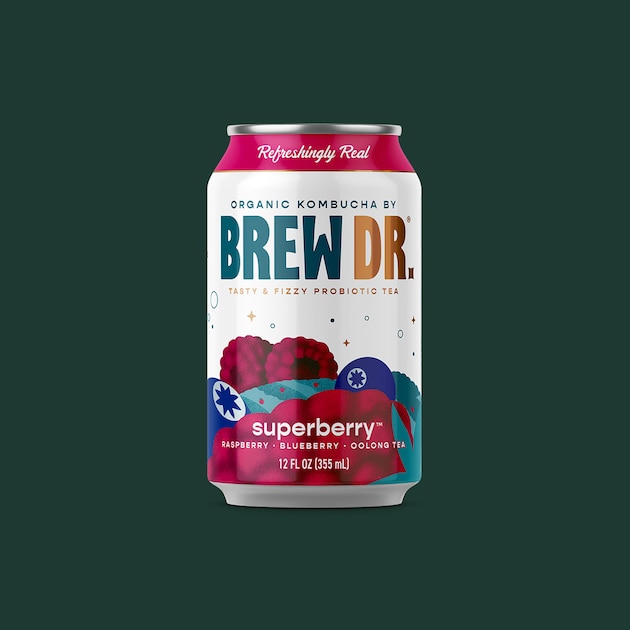 Refreshingly Real
ORGANIC KOMBUCHA BY
BREW DR.®
TASTY & FIZZY PROBIOTIC TEA
superberry™
RASPBERRY · BLUEBERRY · OOLONG TEA
12 FL OZ (355 mL)